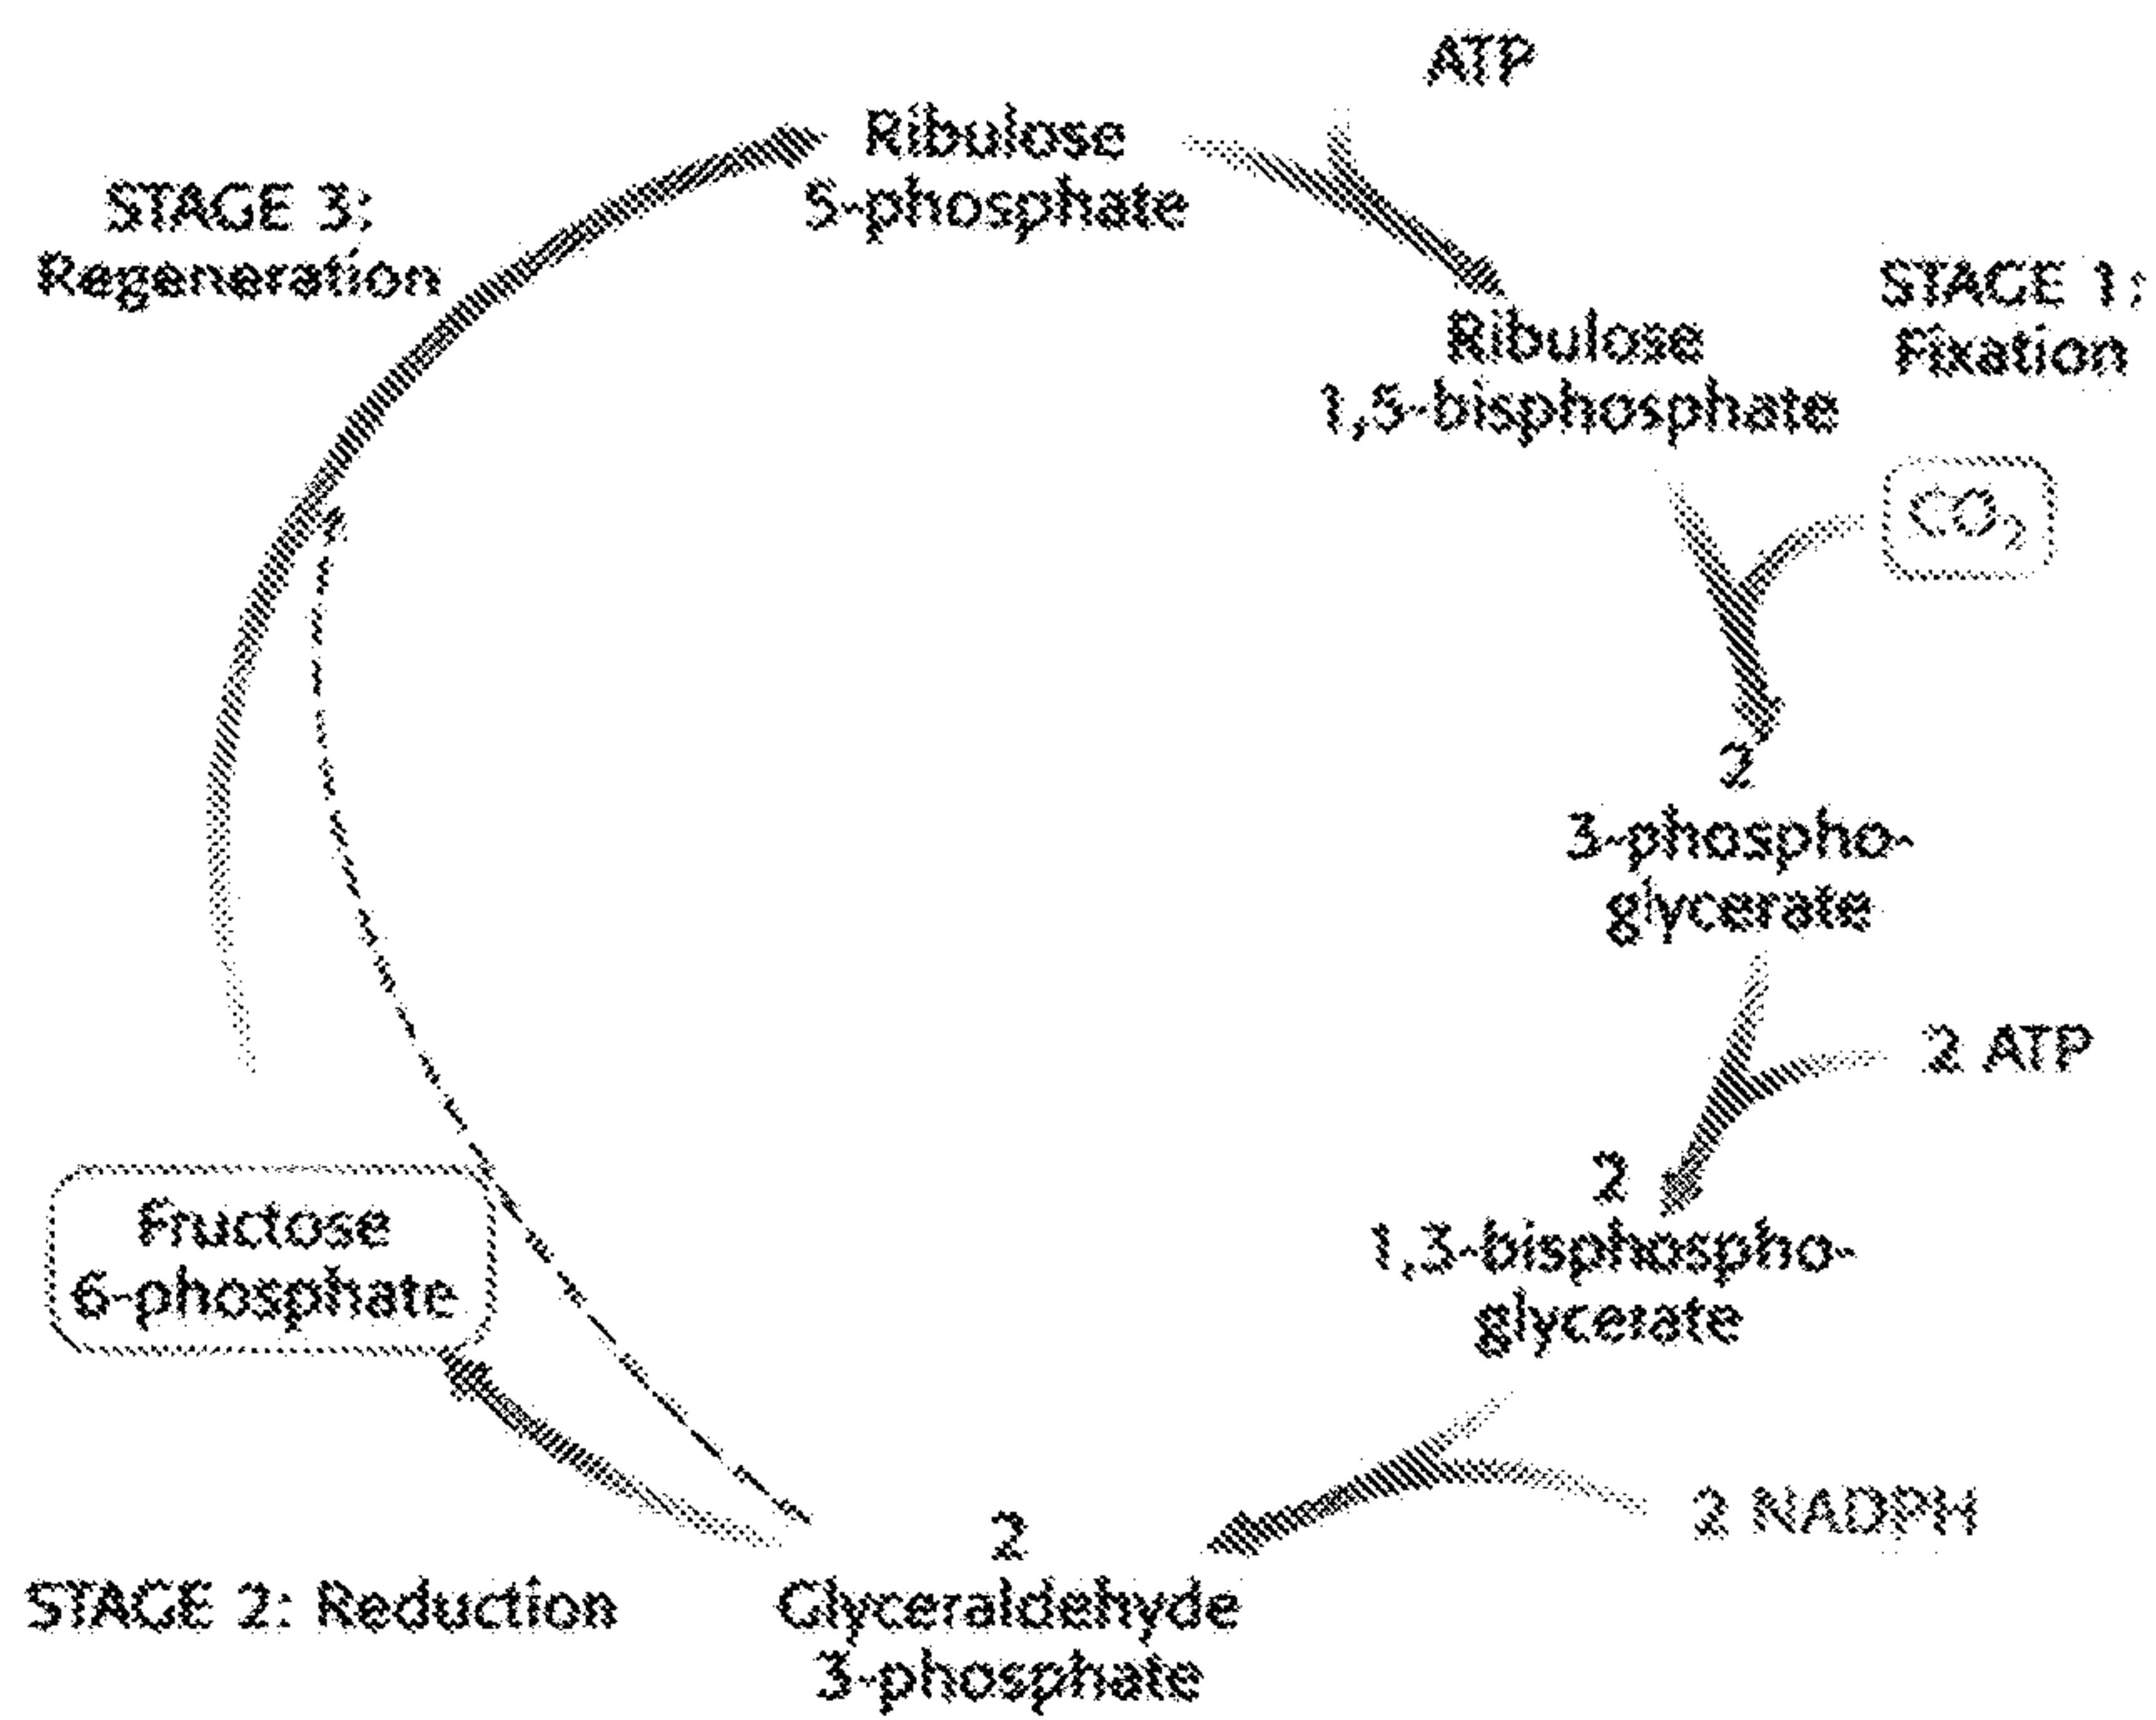 ATP
Ribulose
5-phosphate
STAGE 3:
Regeneration
STAGE 1:
Fixation
Ribulose
1,5-bisphosphate
CO₂
2
3-phospho-
glycerate
2 ATP
2
1,3-bisphospho-
glycerate
Fructose
6-phosphate
2 NADPH
2
Glyceraldehyde
3-phosphate
STAGE 2: Reduction